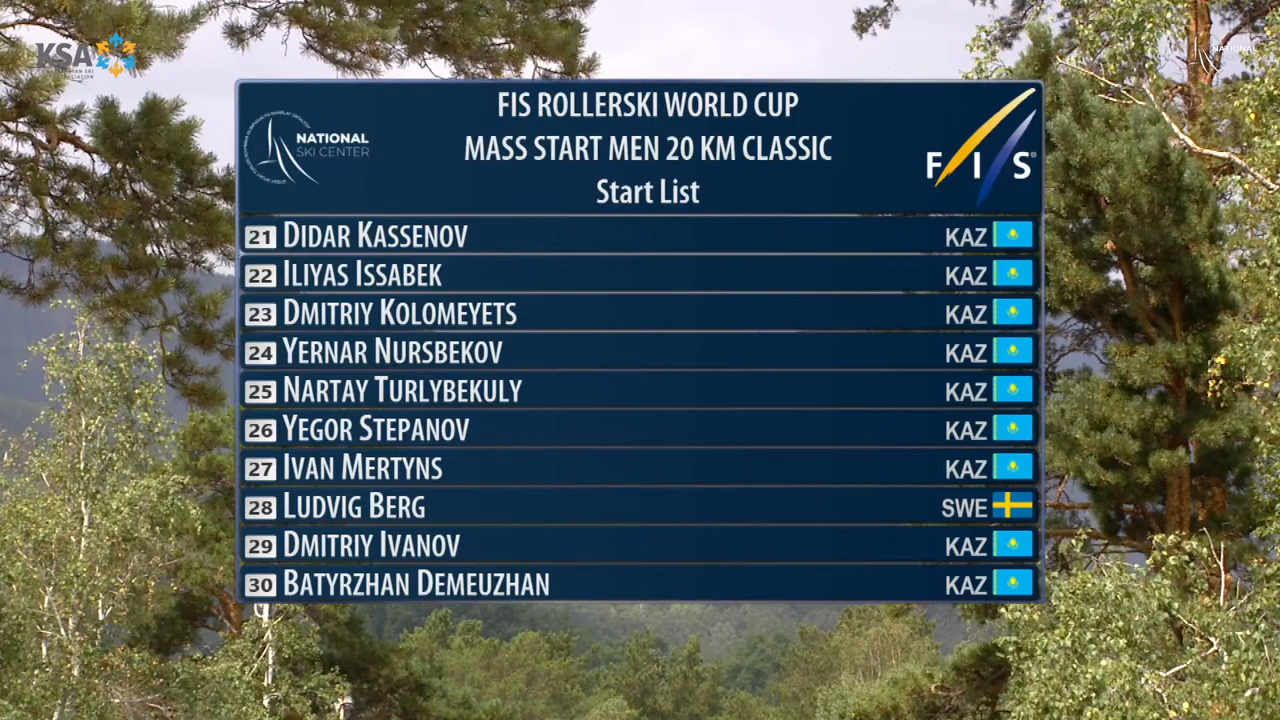 KSA
NATIONAL
NATIONAL
SKI CENTER
FIS ROLLERSKI WORLD CUP
MASS START MEN 20 KM CLASSIC
Start List
FIS
21 DIDAR KASSENOV KAZ
22 ILIYAS ISSABEK KAZ
23 DMITRIY KOLOMEYETS KAZ
24 YERNAR NURSBEKOV KAZ
25 NARTAY TURLYBEKULY KAZ
26 YEGOR STEPANOV KAZ
27 IVAN MERTYNS KAZ
28 LUDVIG BERG SWE
29 DMITRIY IVANOV KAZ
30 BATYRZHAN DEMEUZHAN KAZ